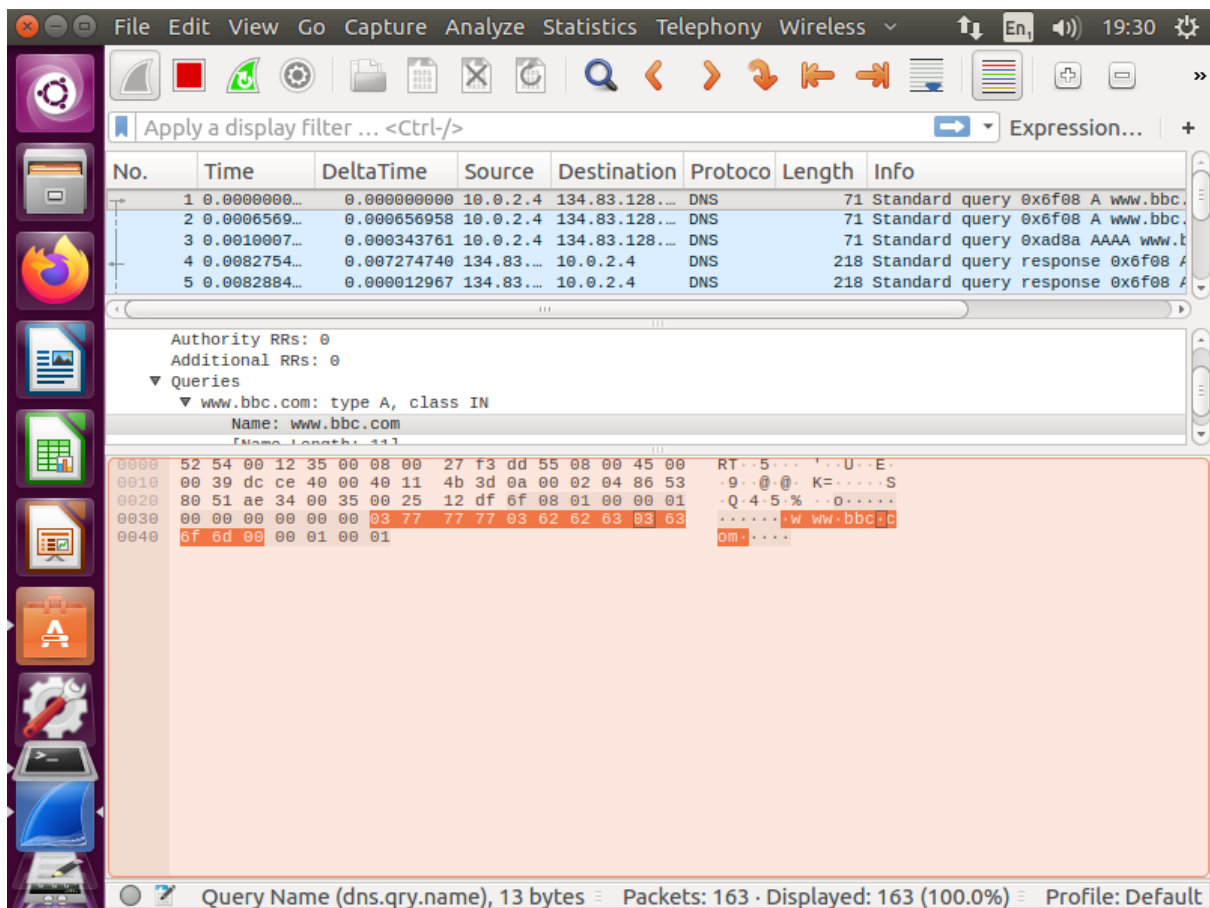 File Edit View Go Capture Analyze Statistics Telephony Wireless En1 19:30
Apply a display filter ... <Ctrl-/> Expression... +
No. Time DeltaTime Source Destination Protoco Length Info
1 0.0000000... 0.000000000 10.0.2.4 134.83.128.... DNS 71 Standard query 0x6f08 A www.bbc.
2 0.0006569... 0.000656958 10.0.2.4 134.83.128.... DNS 71 Standard query 0x6f08 A www.bbc.
3 0.0010007... 0.000343761 10.0.2.4 134.83.128.... DNS 71 Standard query 0xad8a AAAA www.b
4 0.0082754... 0.007274740 134.83.... 10.0.2.4 DNS 218 Standard query response 0x6f08 A
5 0.0082884... 0.000012967 134.83.... 10.0.2.4 DNS 218 Standard query response 0x6f08 A
Authority RRs: 0
Additional RRs: 0
Queries
www.bbc.com: type A, class IN
Name: www.bbc.com
[Name Length: 11]
0000 52 54 00 12 35 00 08 00 27 f3 dd 55 08 00 45 00 RT··5··· '··U··E·
0010 00 39 dc ce 40 00 40 11 4b 3d 0a 00 02 04 86 53 ·9··@·@· K=·····S
0020 80 51 ae 34 00 35 00 25 12 df 6f 08 01 00 00 01 ·Q·4·5·% ··o·····
0030 00 00 00 00 00 00 03 77 77 77 03 62 62 63 03 63 ·······w ww·bbc·c
0040 6f 6d 00 00 01 00 01 om·····
Query Name (dns.qry.name), 13 bytes Packets: 163 · Displayed: 163 (100.0%) Profile: Default